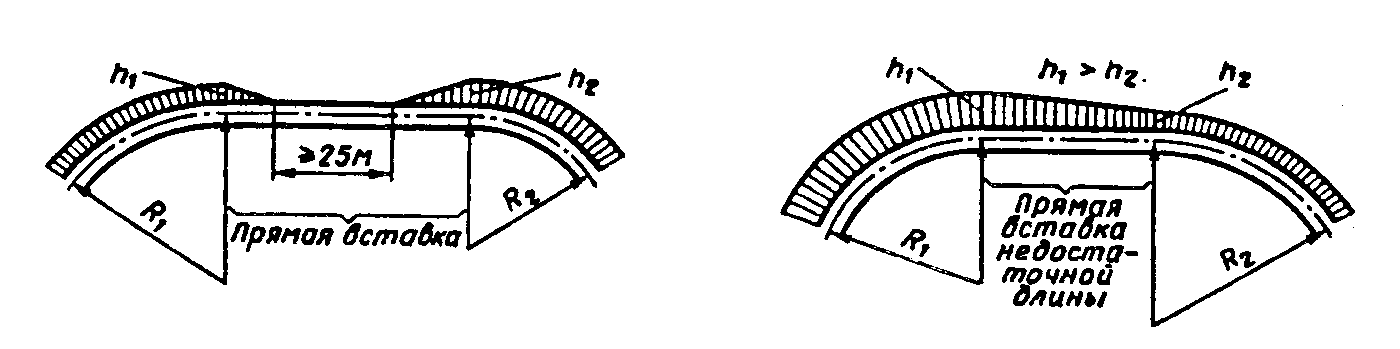 h1
h2
≥25м
R1
R2
Прямая вставка
h1
h1 > h2.
h2
R1
R2
Прямая
вставка
недоста-
точной
длины